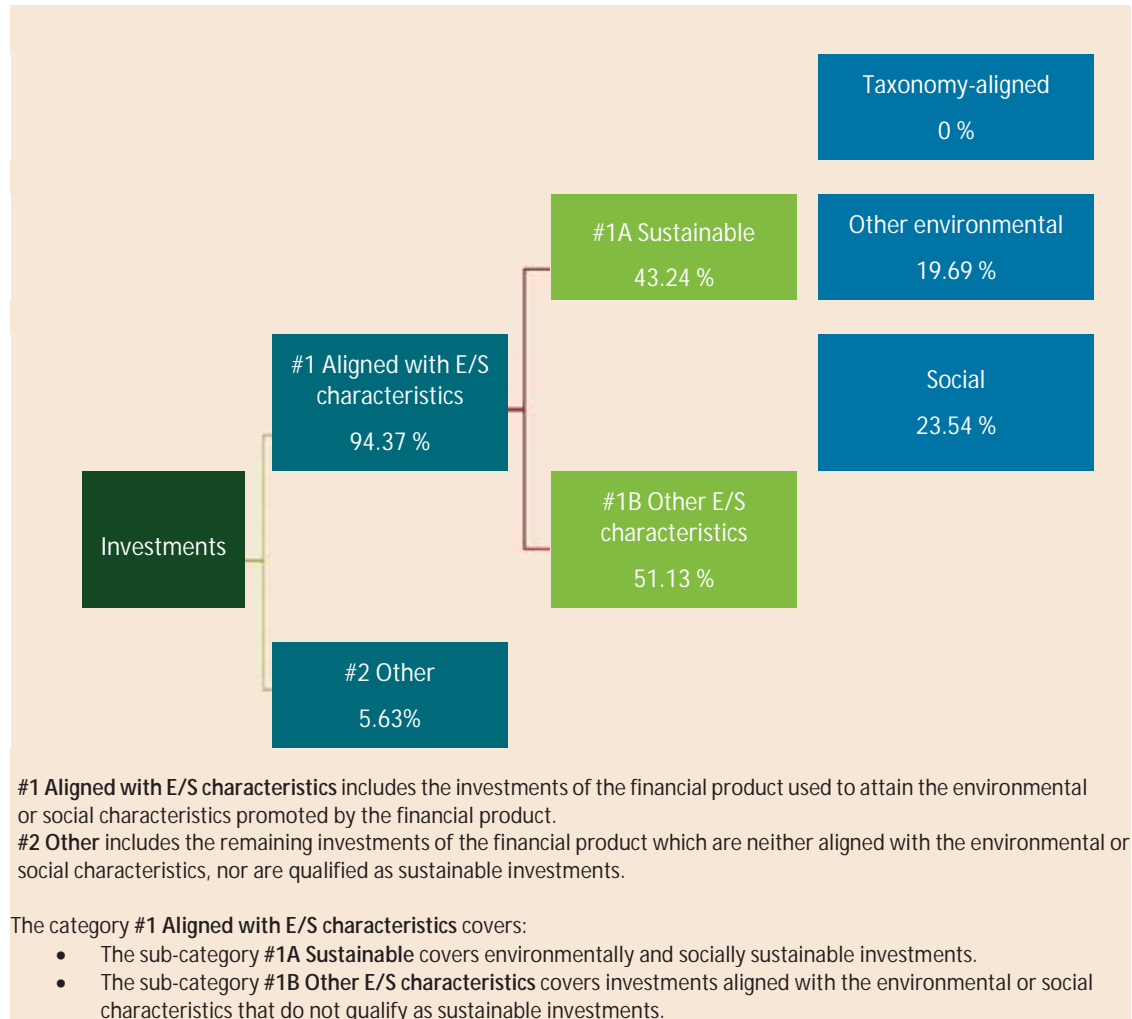 Taxonomy-aligned
0 %
#1A Sustainable
43.24 %
Other environmental
19.69 %
#1 Aligned with E/S
characteristics
94.37 %
Social
23.54 %
Investments
#1B Other E/S
characteristics
51.13 %
#2 Other
5.63%
#1 Aligned with E/S characteristics includes the investments of the financial product used to attain the environmental
or social characteristics promoted by the financial product.
#2 Other includes the remaining investments of the financial product which are neither aligned with the environmental or
social characteristics, nor are qualified as sustainable investments.
The category #1 Aligned with E/S characteristics covers:
• The sub-category #1A Sustainable covers environmentally and socially sustainable investments.
• The sub-category #1B Other E/S characteristics covers investments aligned with the environmental or social
characteristics that do not qualify as sustainable investments.